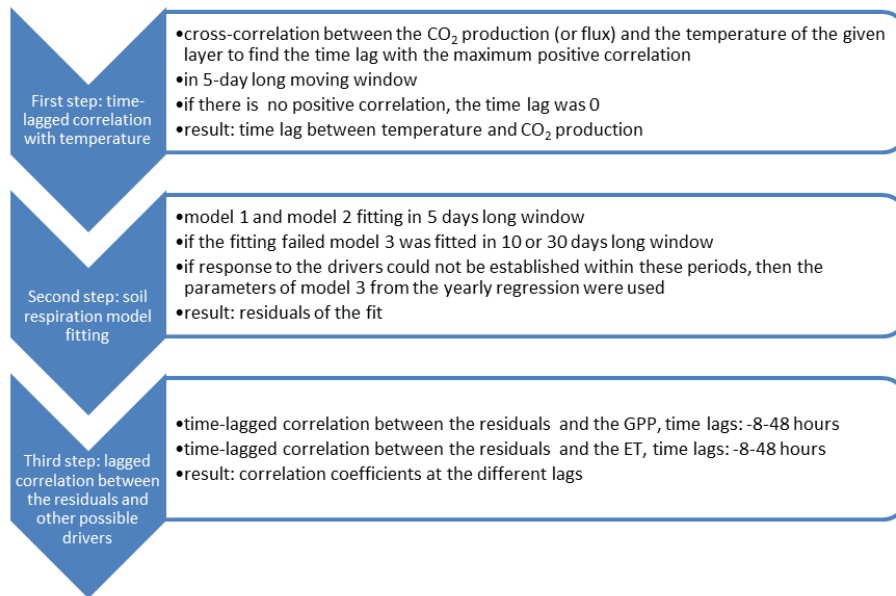 First step: time-
lagged correlation
with temperature
•cross-correlation between the CO₂ production (or flux) and the temperature of the given
layer to find the time lag with the maximum positive correlation
•in 5-day long moving window
•if there is no positive correlation, the time lag was 0
•result: time lag between temperature and CO₂ production
Second step: soil
respiration model
fitting
•model 1 and model 2 fitting in 5 days long window
•if the fitting failed model 3 was fitted in 10 or 30 days long window
•if response to the drivers could not be established within these periods, then the
parameters of model 3 from the yearly regression were used
•result: residuals of the fit
Third step: lagged
correlation between
the residuals and
other possible
drivers
•time-lagged correlation between the residuals and the GPP, time lags: -8-48 hours
•time-lagged correlation between the residuals and the ET, time lags: -8-48 hours
•result: correlation coefficients at the different lags